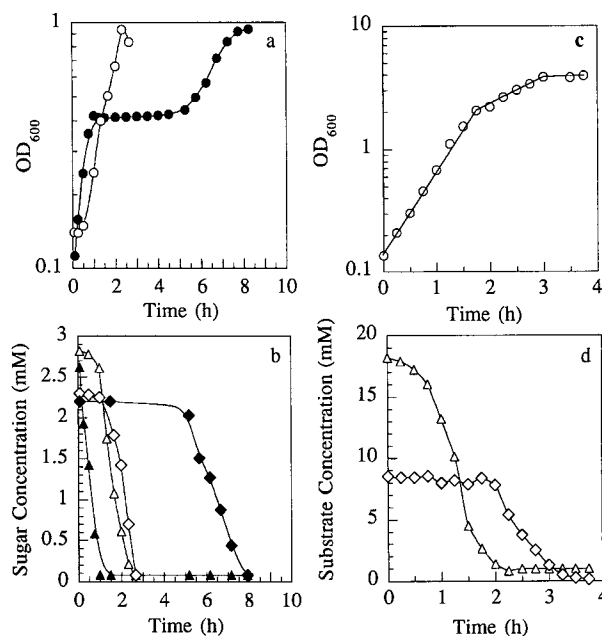 1
a
OD600
0.1
0 2 4 6 8 10
Time (h)
10
c
OD600
1
0.1
0 1 2 3 4
Time (h)
3
b
2.5
2
1.5
1
0.5
0
Sugar Concentration (mM)
0 2 4 6 8 10
Time (h)
20
d
15
10
5
0
Substrate Concentration (mM)
0 1 2 3 4
Time (h)